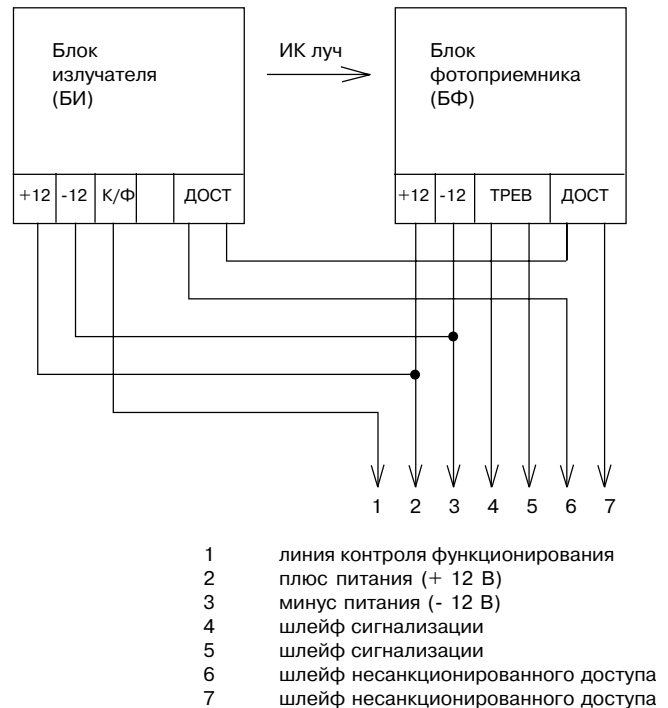 Блок
излучателя
(БИ)
ИК луч
Блок
фотоприемника
(БФ)
+12 -12 К/Ф ДОСТ
+12 -12 ТРЕВ ДОСТ
1 2 3 4 5 6 7
1 линия контроля функционирования
2 плюс питания (+ 12 В)
3 минус питания (- 12 В)
4 шлейф сигнализации
5 шлейф сигнализации
6 шлейф несанкционированного доступа
7 шлейф несанкционированного доступа